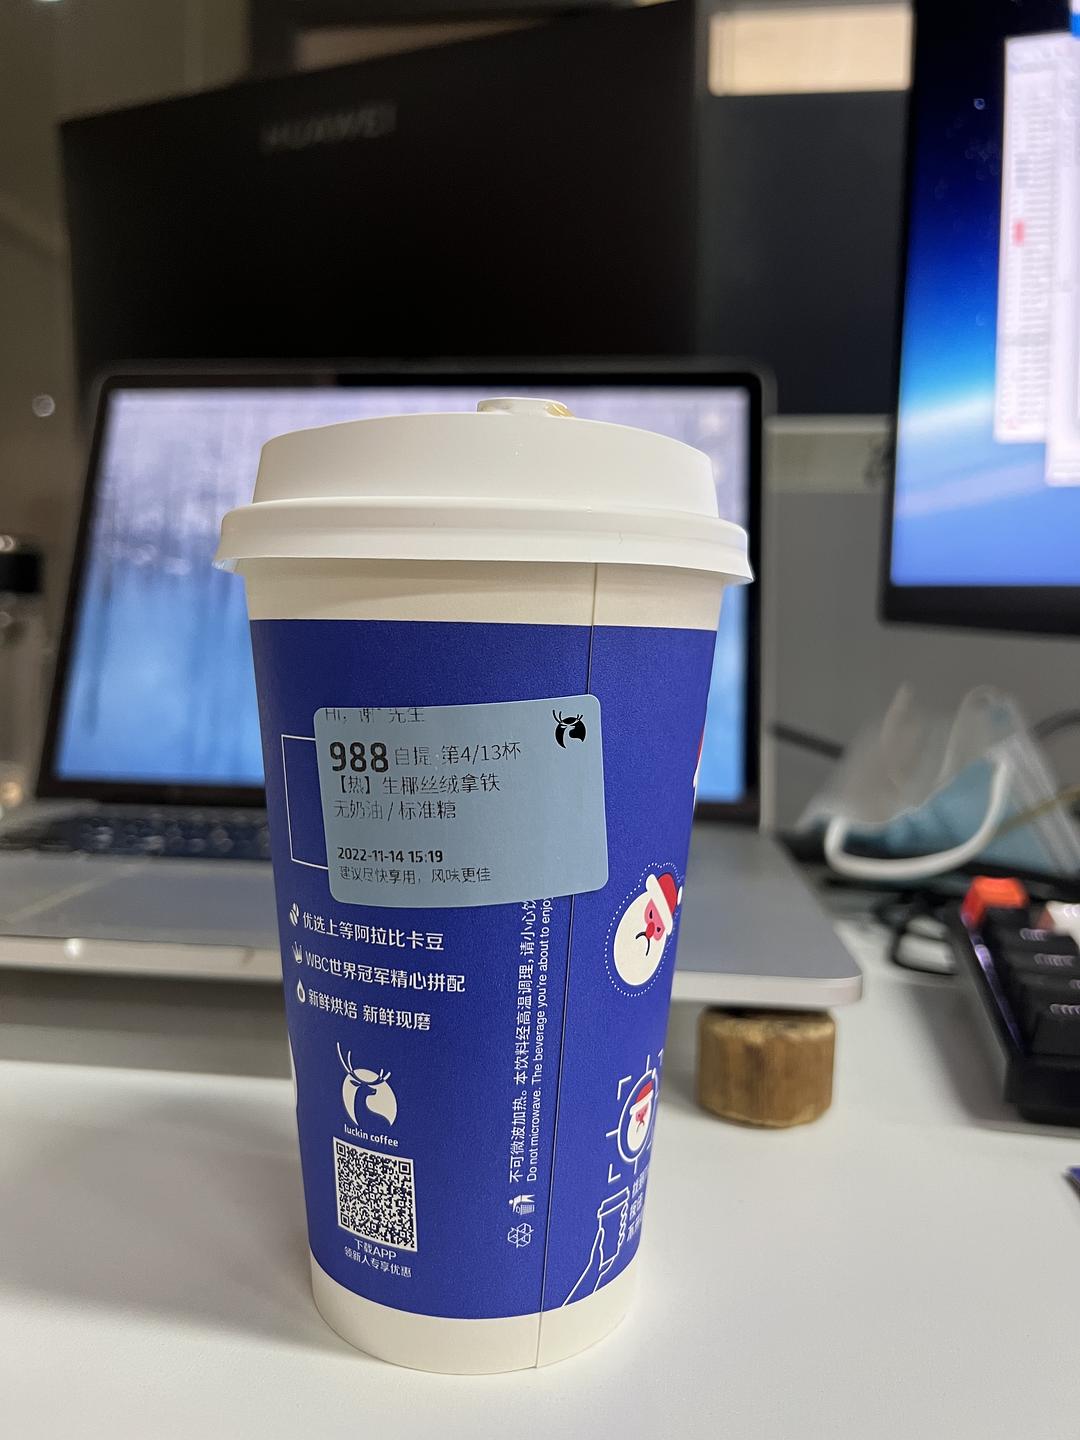 HUAWEI
Hi，谢 先生
988 自提 第4/13杯
【热】生椰丝绒拿铁
无奶油 / 标准糖
2022-11-14 15:19
建议尽快享用，风味更佳
优选上等阿拉比卡豆
WBC世界冠军精心拼配
新鲜烘焙 新鲜现磨
luckin coffee
下载APP
领新人专享优惠
不可微波加热。本饮料经高温调理，请小心饮
Do not microwave. The beverage you're about to enjoy